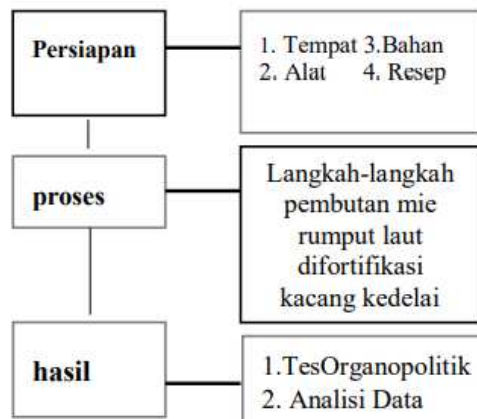 Persiapan
1. Tempat 3.Bahan
2. Alat 4. Resep
proses
Langkah-langkah
pembutan mie
rumput laut
difortifikasi
kacang kedelai
hasil
1.TesOrganopolitik
2. Analisi Data